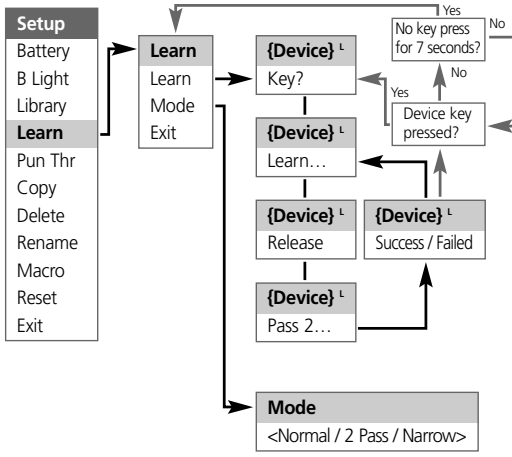 Setup
Battery
B Light
Library
Learn
Pun Thr
Copy
Delete
Rename
Macro
Reset
Exit
Learn
Learn
Mode
Exit
{Device} L
Key?
{Device} L
Learn...
{Device} L
Release
{Device} L
Pass 2...
{Device} L
Success / Failed
Yes
No key press
for 7 seconds?
No
No
Yes
Device key
pressed?
Mode
<Normal / 2 Pass / Narrow>